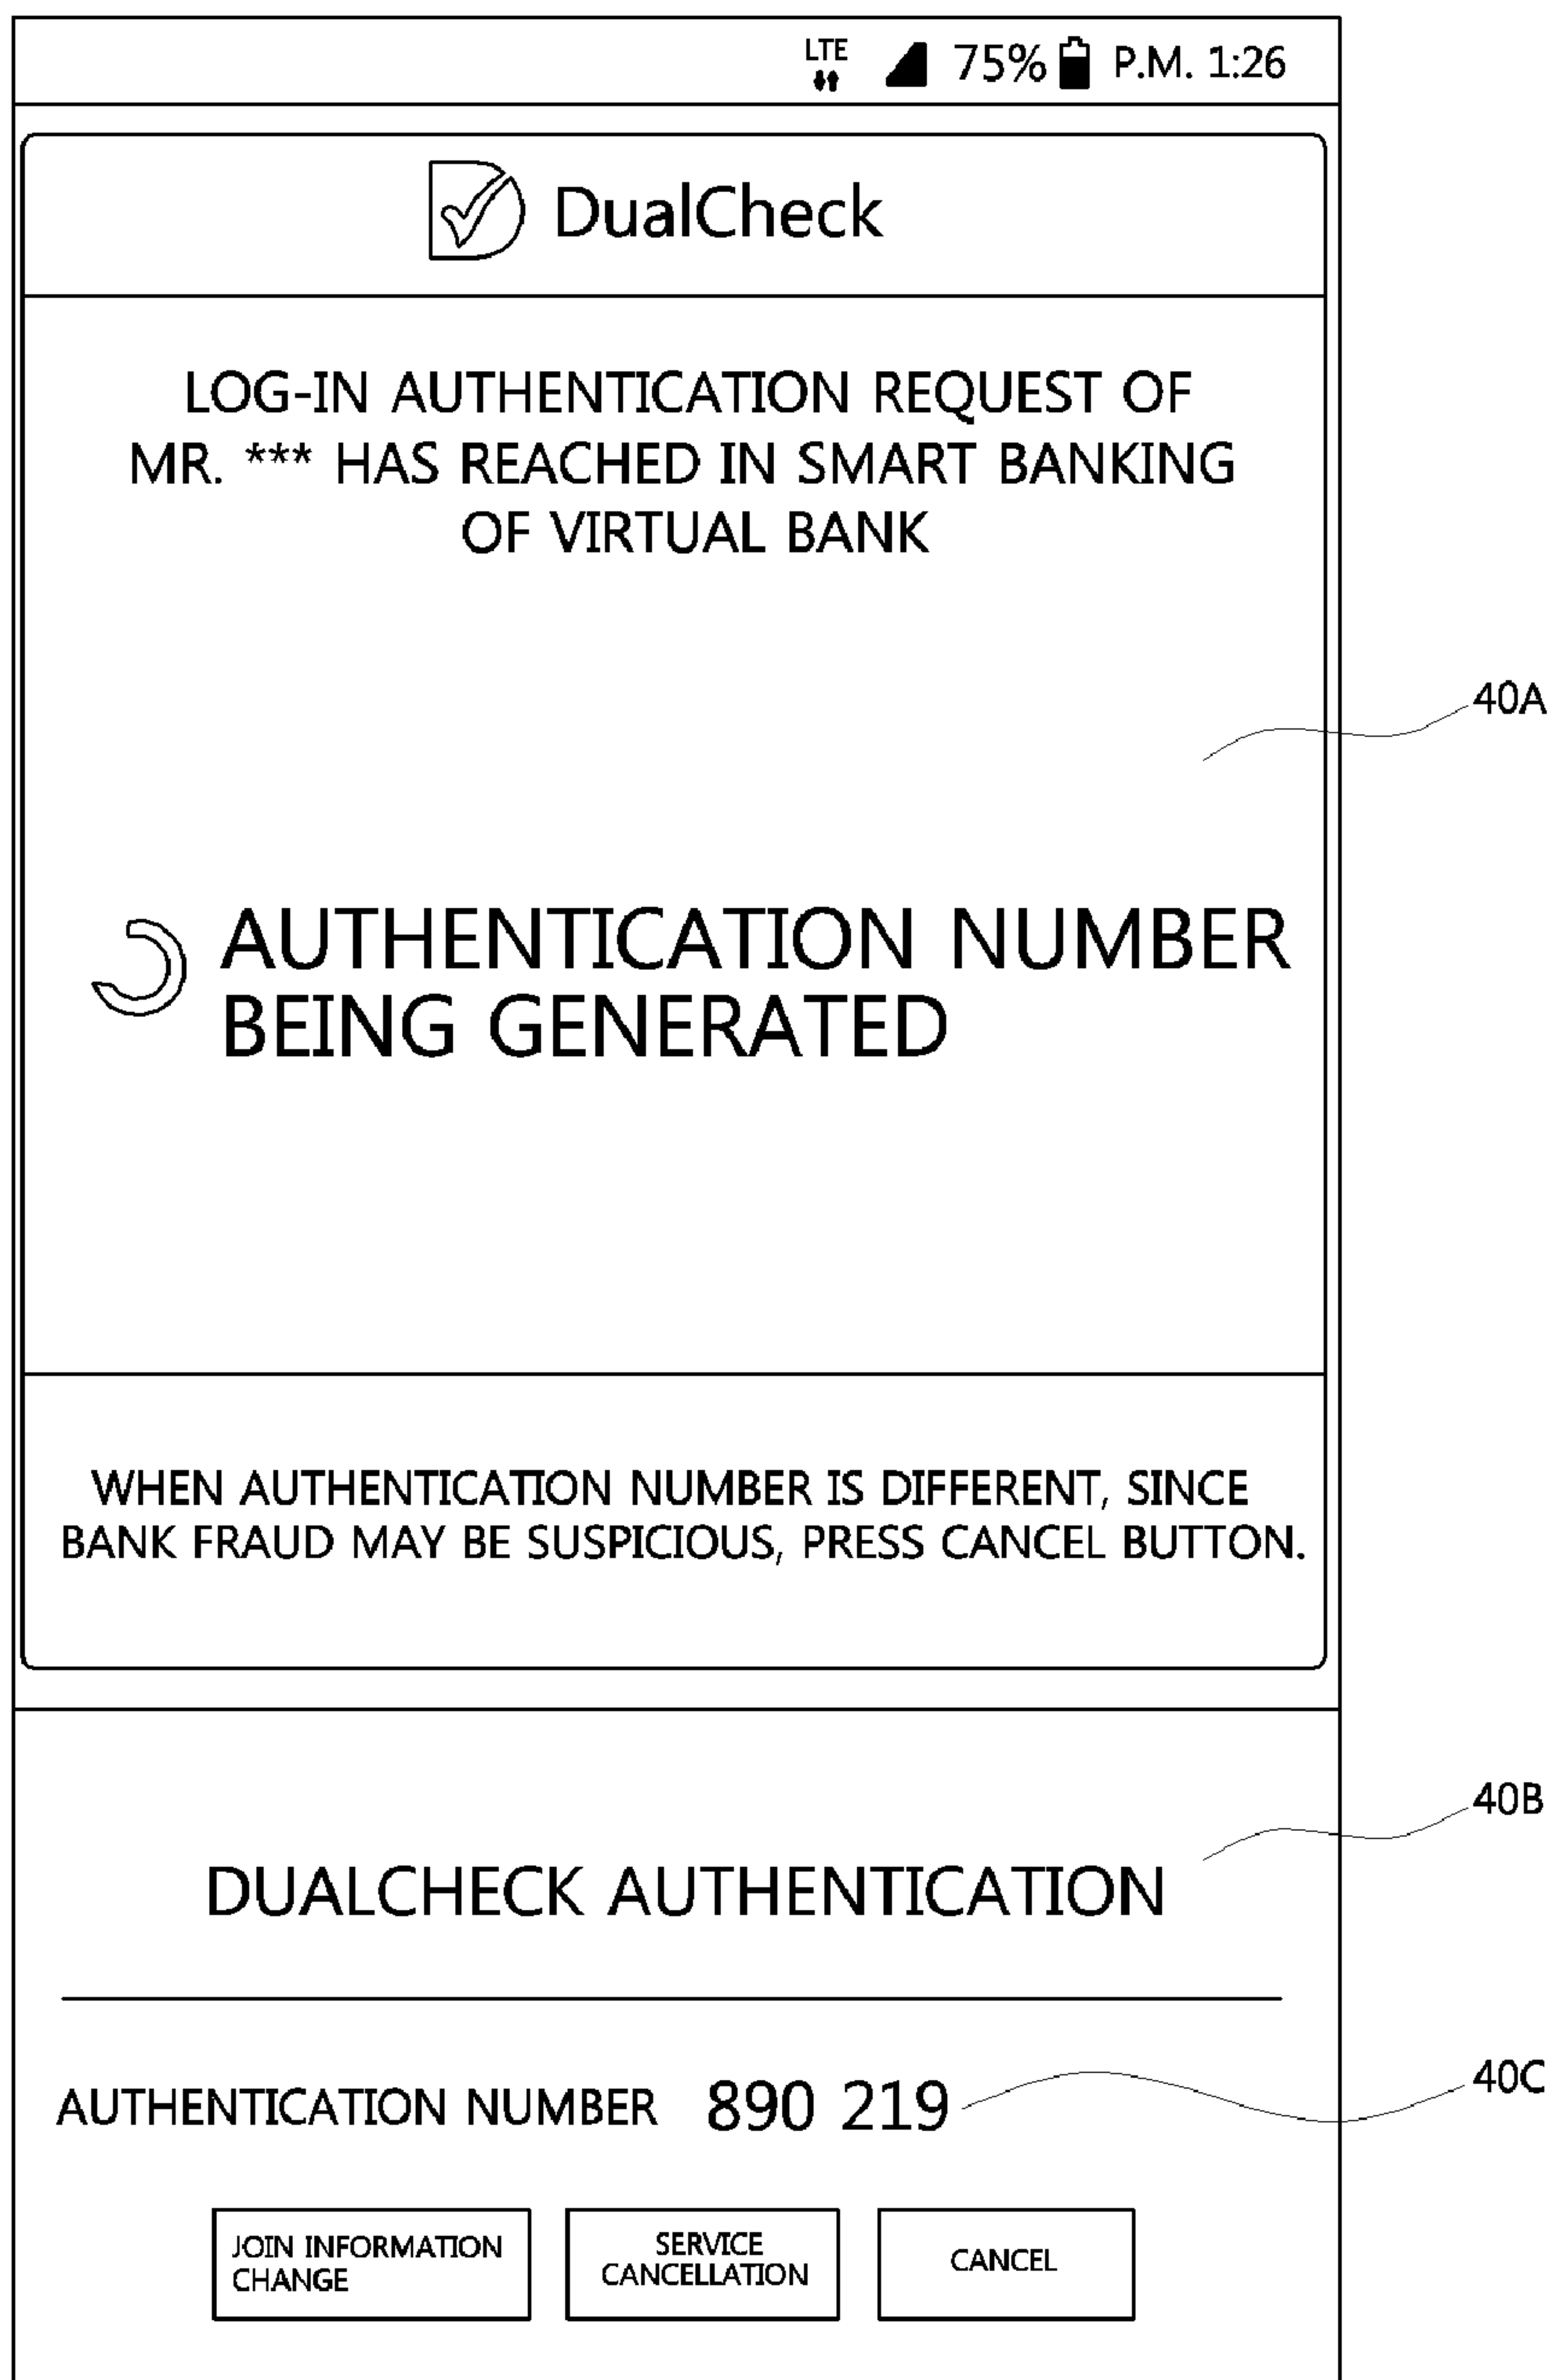 LTE 75% P.M. 1:26
DualCheck
LOG-IN AUTHENTICATION REQUEST OF
MR. *** HAS REACHED IN SMART BANKING
OF VIRTUAL BANK
40A
AUTHENTICATION NUMBER
BEING GENERATED
WHEN AUTHENTICATION NUMBER IS DIFFERENT, SINCE
BANK FRAUD MAY BE SUSPICIOUS, PRESS CANCEL BUTTON.
40B
DUALCHECK AUTHENTICATION
40C
AUTHENTICATION NUMBER 890 219
JOIN INFORMATION
CHANGE
SERVICE
CANCELLATION
CANCEL